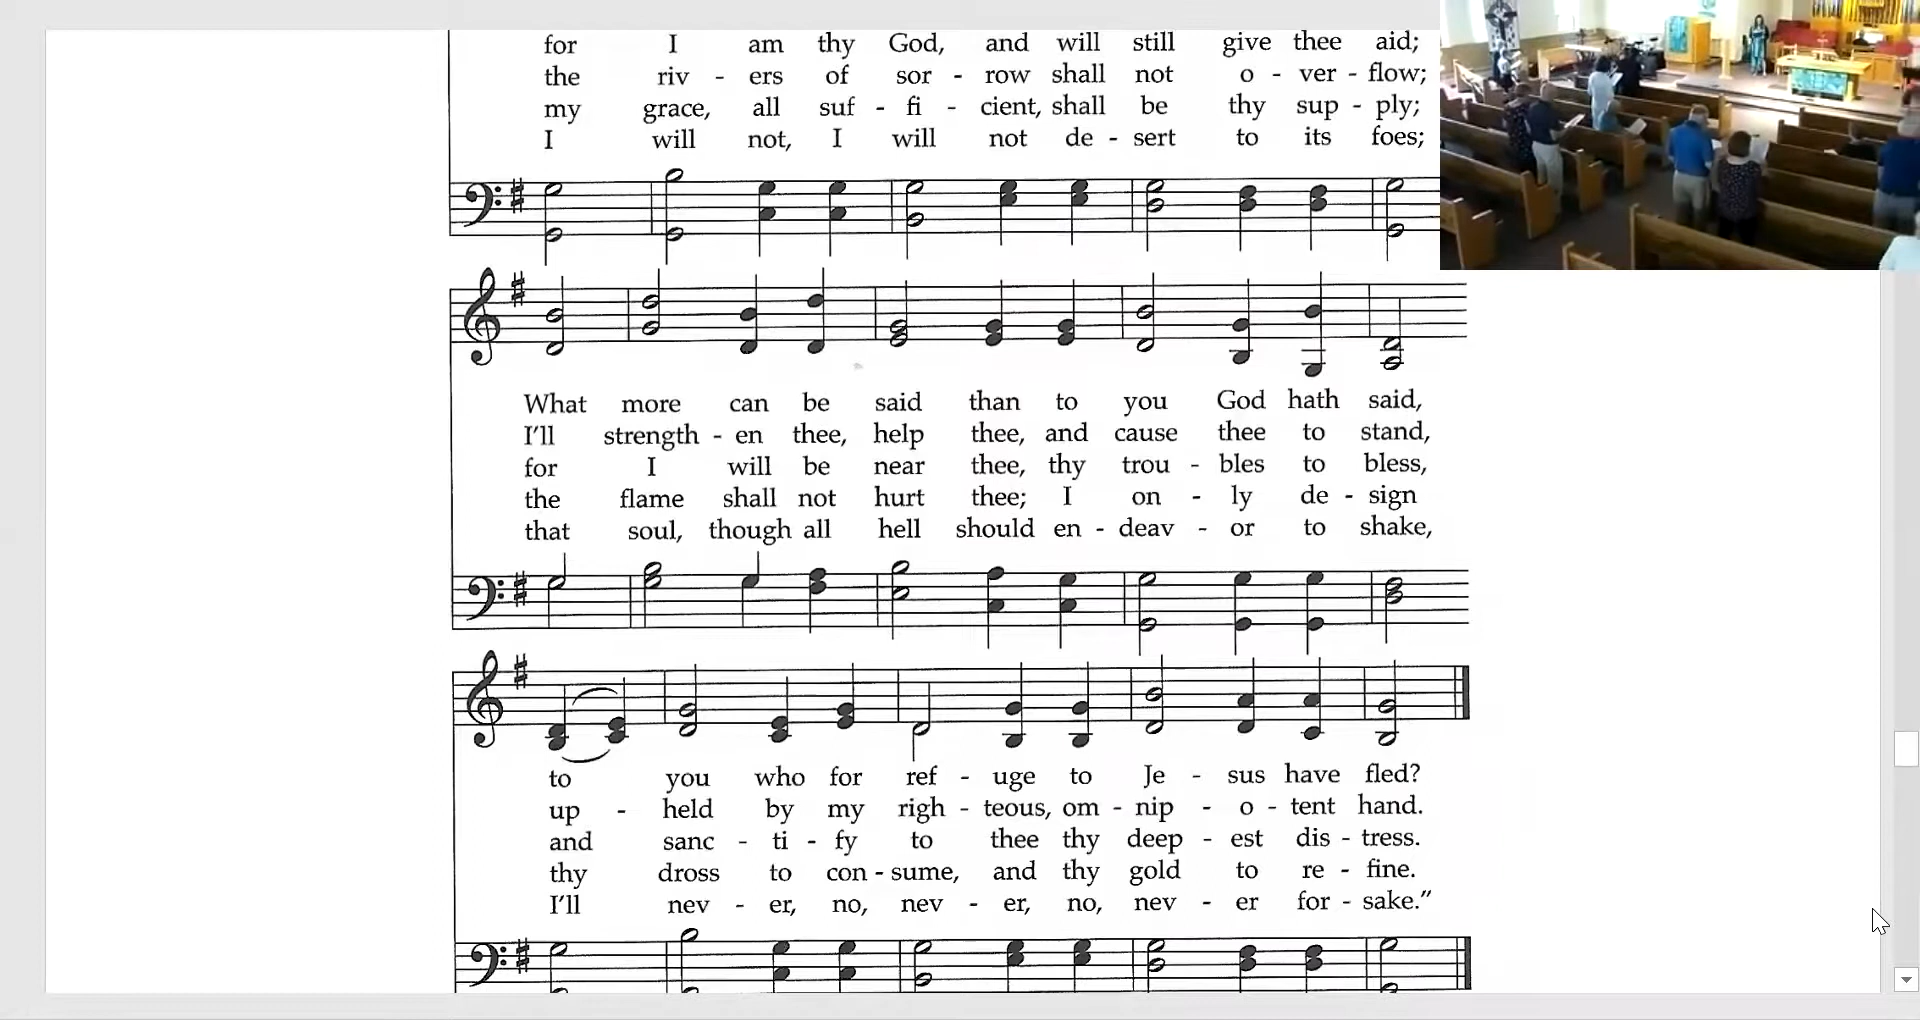 for I am thy God, and will still give thee aid;
the riv - ers of sor - row shall not o - ver - flow;
my grace, all suf - fi - cient, shall be thy sup - ply;
I will not, I will not de - sert to its foes;
What more can be said than to you God hath said,
I'll strength - en thee, help thee, and cause thee to stand,
for I will be near thee, thy trou - bles to bless,
the flame shall not hurt thee; I on - ly de - sign
that soul, though all hell should en - deav - or to shake,
to you who for ref - uge to Je - sus have fled?
up - held by my righ - teous, om - nip - o - tent hand.
and sanc - ti - fy to thee thy deep - est dis - tress.
thy dross to con - sume, and thy gold to re - fine.
I'll nev - er, no, nev - er, no, nev - er for - sake."